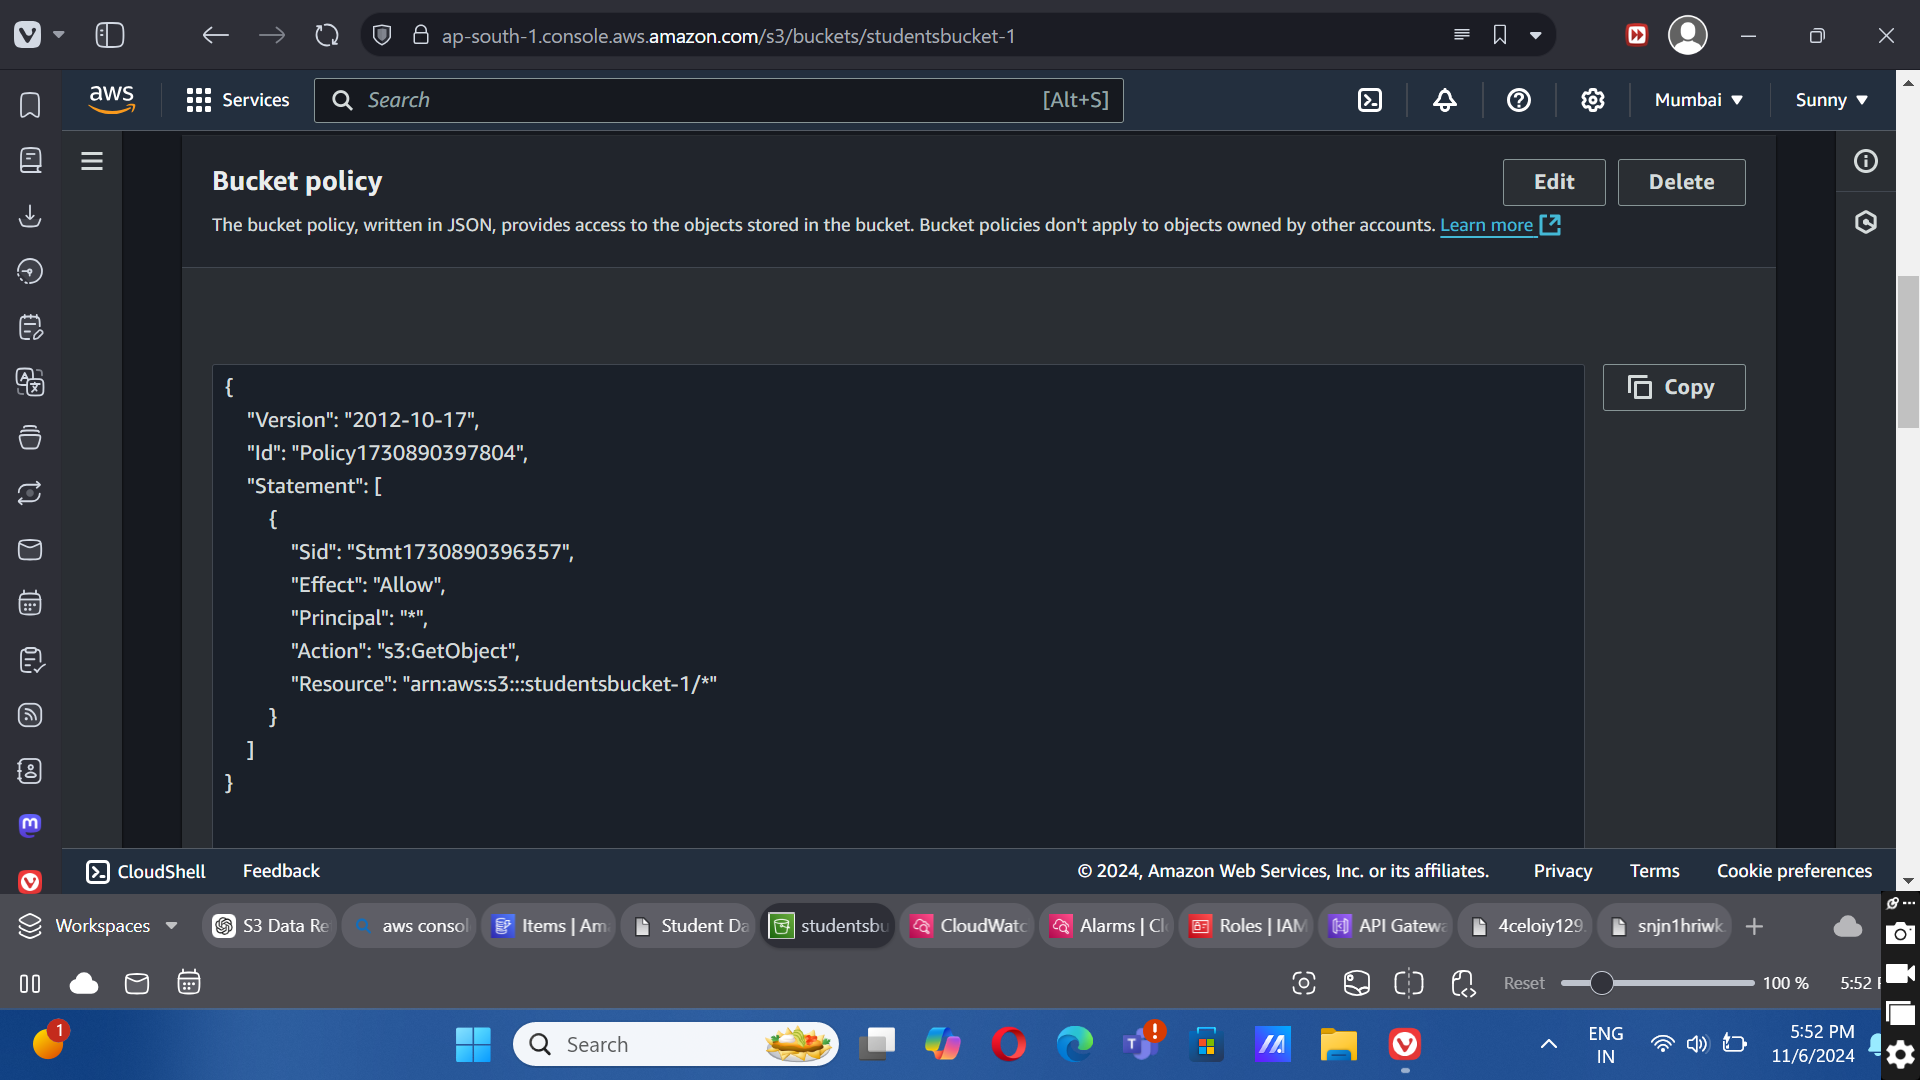 ap-south-1.console.aws.amazon.com/s3/buckets/studentsbucket-1
aws
Services
Search
[Alt+S]
Mumbai
Sunny
Bucket policy
Edit
Delete
The bucket policy, written in JSON, provides access to the objects stored in the bucket. Bucket policies don't apply to objects owned by other accounts. Learn more
Copy
{
"Version": "2012-10-17",
"Id": "Policy1730890397804",
"Statement": [
{
"Sid": "Stmt1730890396357",
"Effect": "Allow",
"Principal": "*",
"Action": "s3:GetObject",
"Resource": "arn:aws:s3:::studentsbucket-1/*"
}
]
}
CloudShell
Feedback
© 2024, Amazon Web Services, Inc. or its affiliates.
Privacy
Terms
Cookie preferences
Workspaces
S3 Data Re
aws consol
Items | Am
Student Da
studentsbu
CloudWatc
Alarms | Cl
Roles | IAM
API Gatewa
4celoiy129.
snjn1hriwk.
Reset
100 %
5:52
1
Search
ENG
IN
5:52 PM
11/6/2024